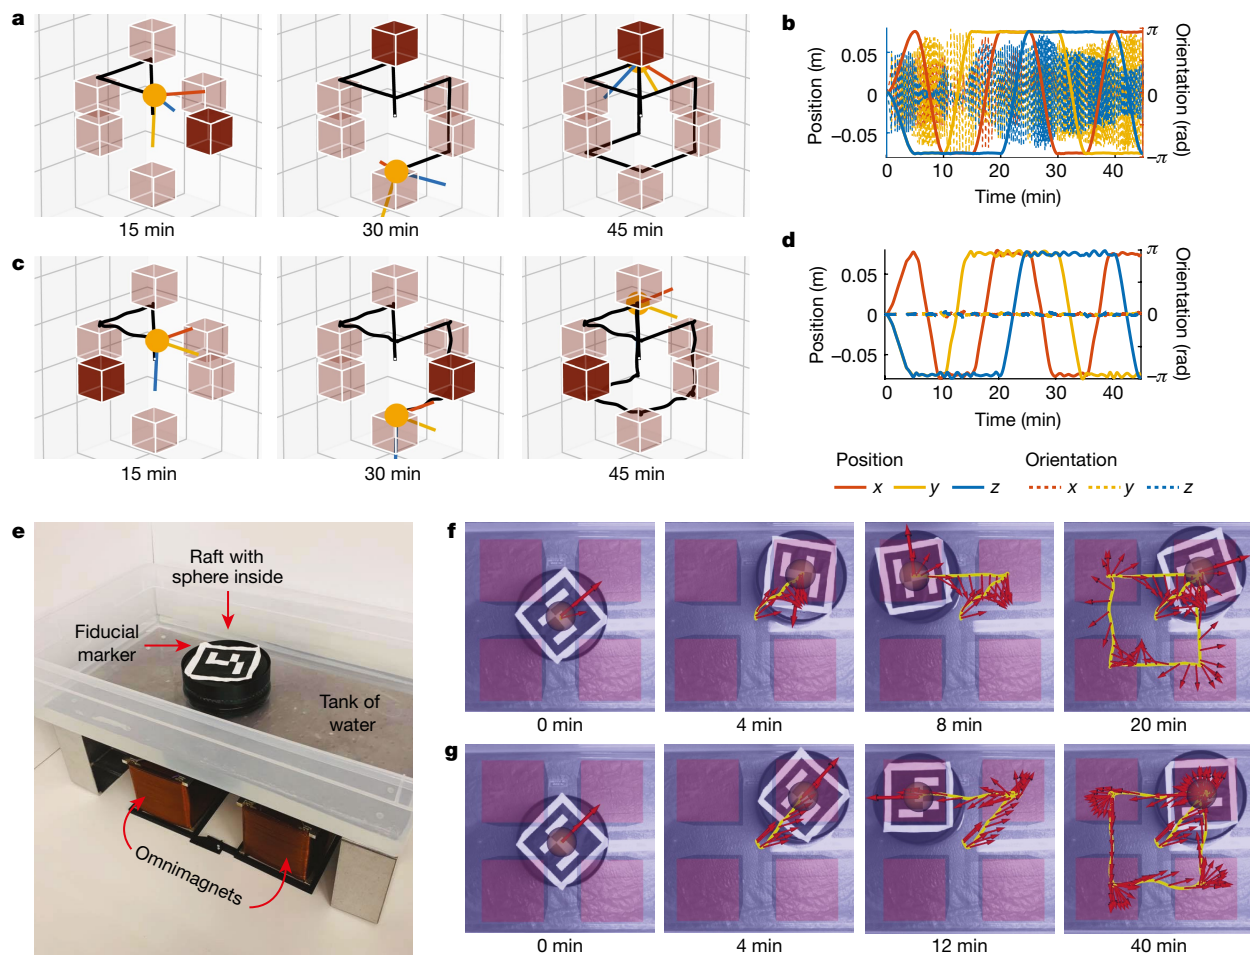 a
15 min
30 min
45 min
b
Position (m)
0.05
0
−0.05
π
0
−π
Orientation (rad)
0
10
20
30
40
Time (min)
c
15 min
30 min
45 min
d
Position (m)
0.05
0
−0.05
π
0
−π
Orientation (rad)
0
10
20
30
40
Time (min)
Position
Orientation
x y z
x y z
e
Raft with
sphere inside
Fiducial
marker
Tank of
water
Omnimagnets
f
0 min
4 min
8 min
20 min
g
0 min
4 min
12 min
40 min